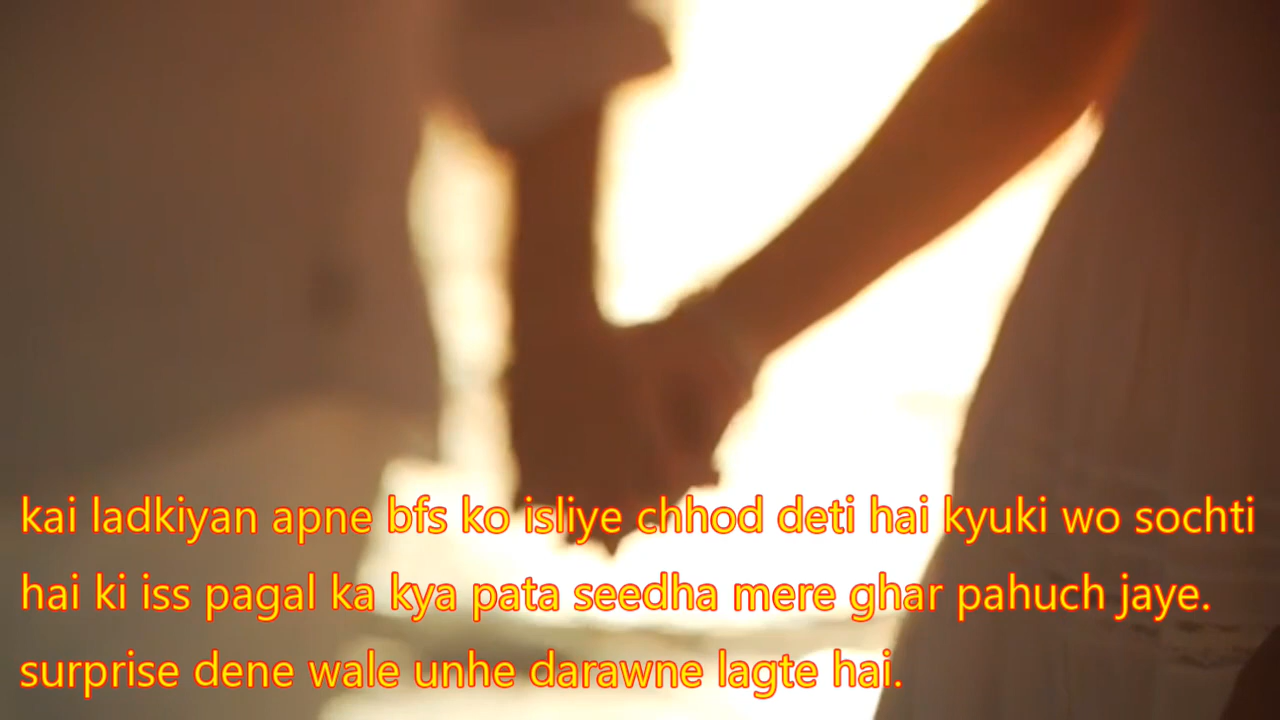 kai ladkiyan apne bfs ko isliye chhod deti hai kyuki wo sochti
hai ki iss pagal ka kya pata seedha mere ghar pahuch jaye.
surprise dene wale unhe darawne lagte hai.